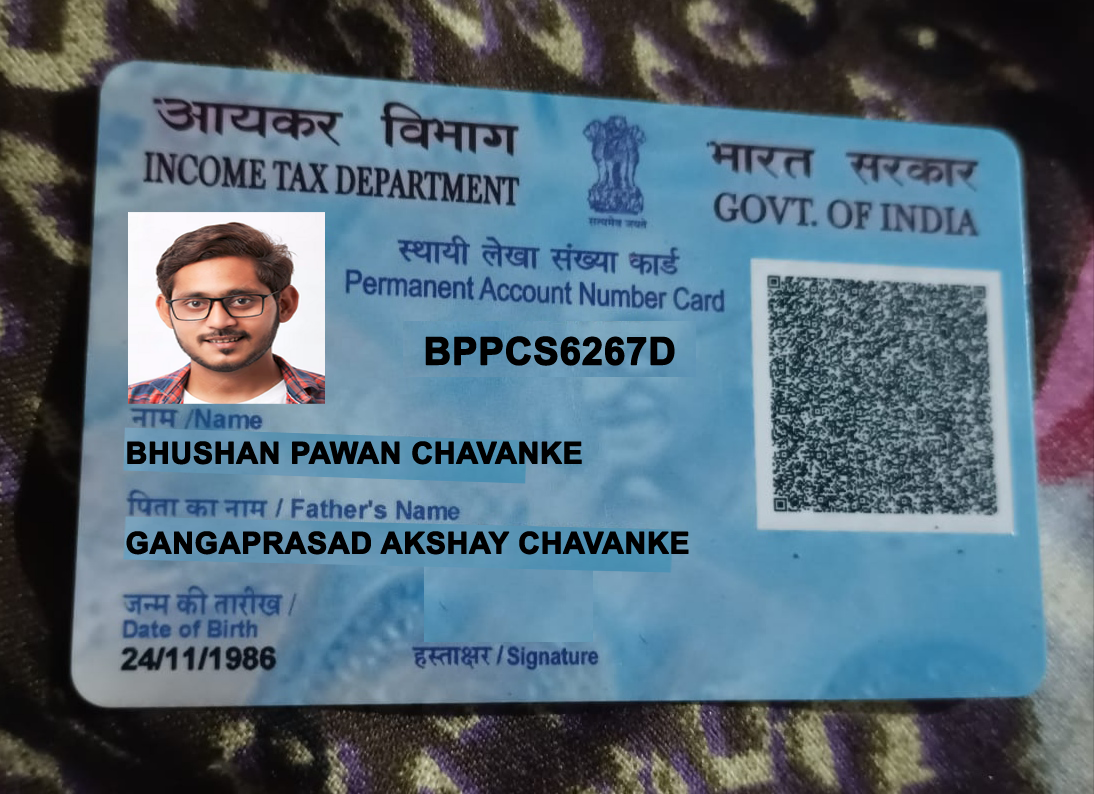 आयकर विभाग
INCOME TAX DEPARTMENT
भारत सरकार
GOVT. OF INDIA
सत्यमेव जयते
स्थायी लेखा संख्या कार्ड
Permanent Account Number Card
BPPCS6267D
नाम /Name
BHUSHAN PAWAN CHAVANKE
पिता का नाम / Father's Name
GANGAPRASAD AKSHAY CHAVANKE
जन्म की तारीख /
Date of Birth
24/11/1986
हस्ताक्षर / Signature